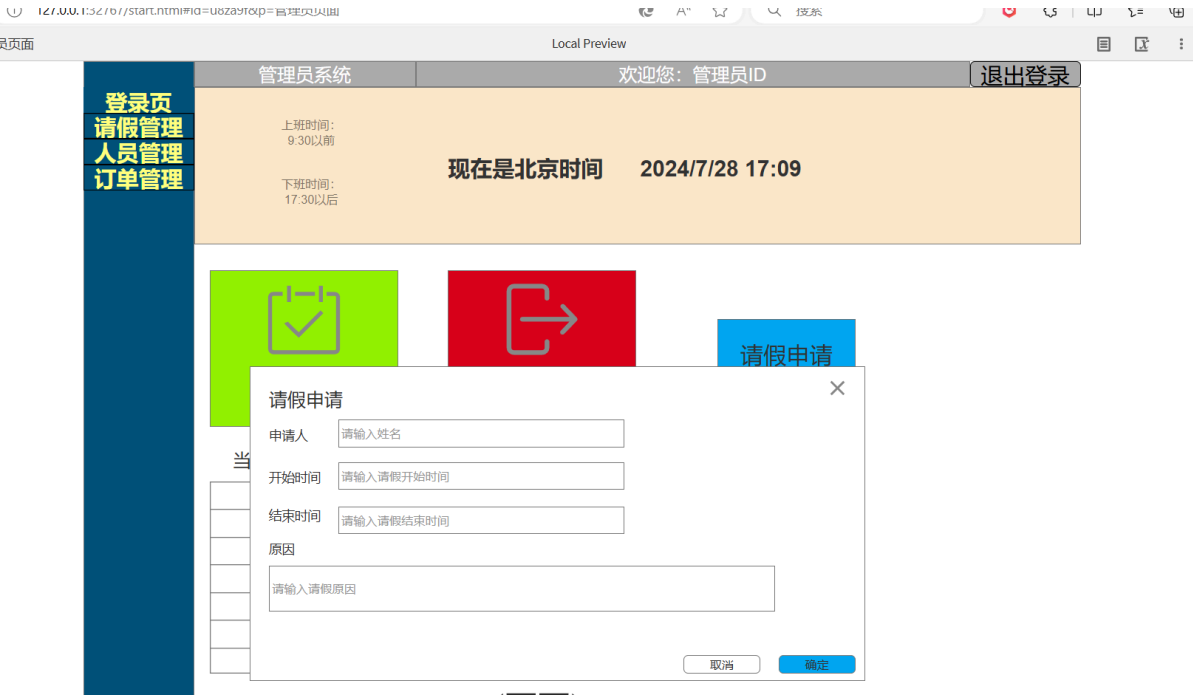 127.0.0.1:32767/start.html#id=u8za9f&p=管理员页面
搜索
员页面
Local Preview
管理员系统
欢迎您：管理员ID
退出登录
登录页
请假管理
人员管理
订单管理
上班时间：
9:30以前
下班时间：
17:30以后
现在是北京时间 2024/7/28 17:09
请假申请
请假申请
申请人
请输入姓名
开始时间
请输入请假开始时间
结束时间
请输入请假结束时间
原因
请输入请假原因
当
取消
确定